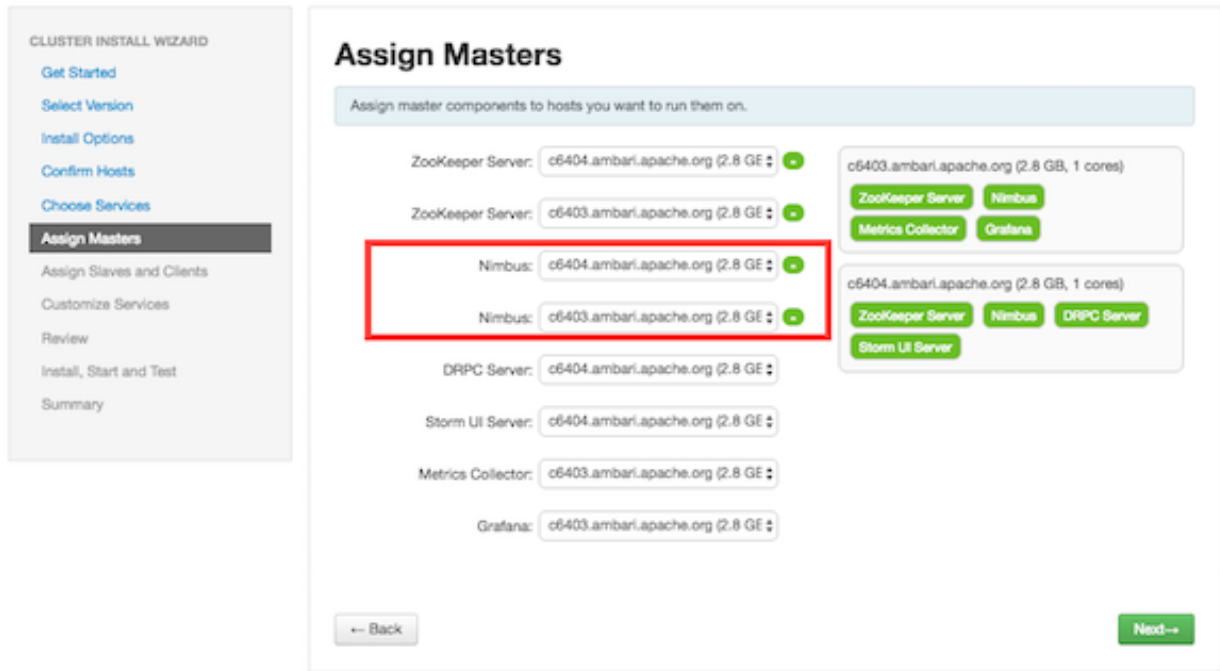 CLUSTER INSTALL WIZARD
Get Started
Select Version
Install Options
Confirm Hosts
Choose Services
Assign Masters
Assign Slaves and Clients
Customize Services
Review
Install, Start and Test
Summary
Assign Masters
Assign master components to hosts you want to run them on.
ZooKeeper Server: c6404.ambari.apache.org (2.8 GE
ZooKeeper Server: c6403.ambari.apache.org (2.8 GE
Nimbus: c6404.ambari.apache.org (2.8 GE
Nimbus: c6403.ambari.apache.org (2.8 GE
DRPC Server: c6404.ambari.apache.org (2.8 GE
Storm UI Server: c6404.ambari.apache.org (2.8 GE
Metrics Collector: c6403.ambari.apache.org (2.8 GE
Grafana: c6403.ambari.apache.org (2.8 GE
c6403.ambari.apache.org (2.8 GB, 1 cores)
ZooKeeper Server Nimbus
Metrics Collector Grafana
c6404.ambari.apache.org (2.8 GB, 1 cores)
ZooKeeper Server Nimbus DRPC Server
Storm UI Server
← Back
Next→